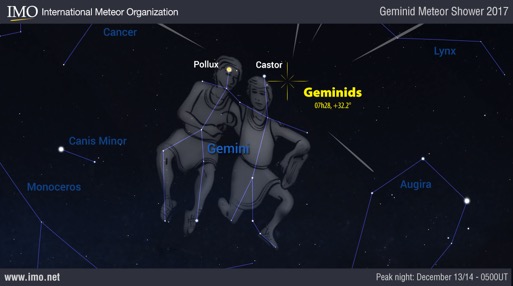 IMO International Meteor Organization
Geminid Meteor Shower 2017
Cancer
Lynx
Pollux
Castor
Geminids
07h28, +32.2°
Canis Minor
Gemini
Monoceros
Augira
www.imo.net
Peak night: December 13/14 - 0500UT